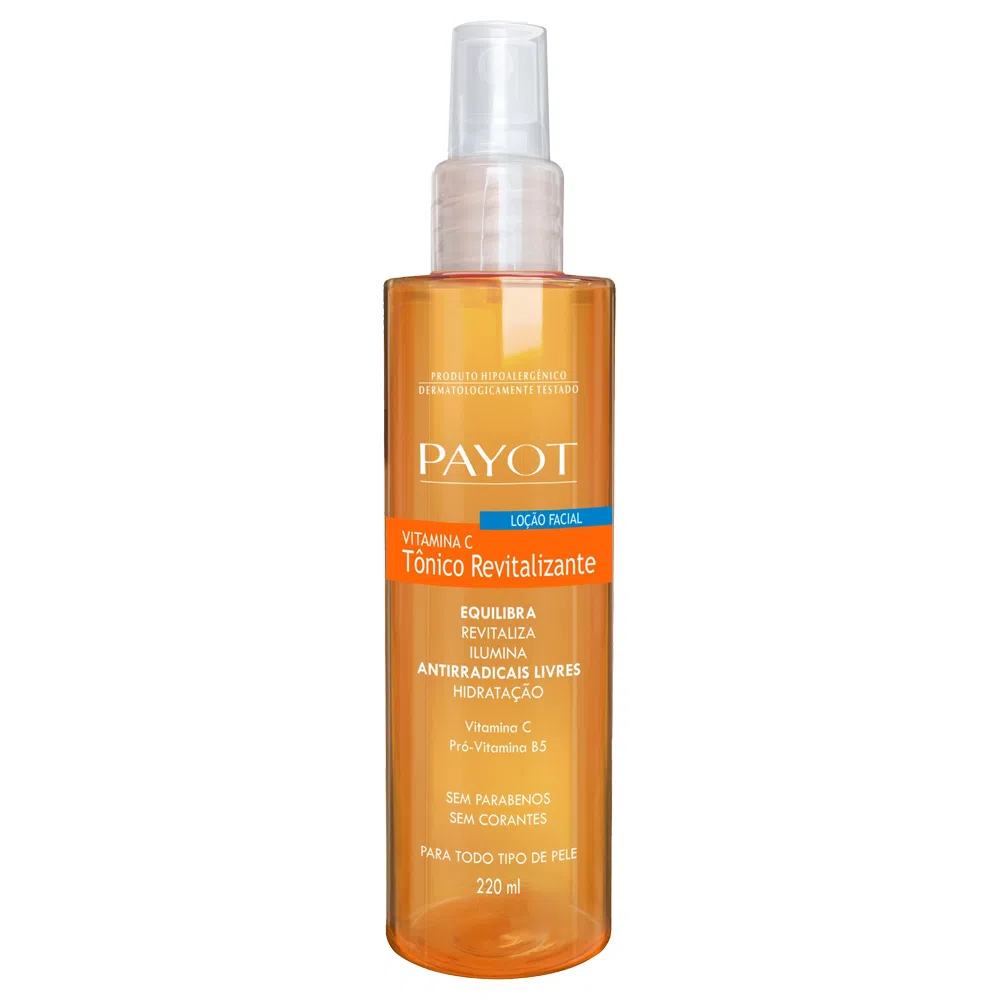 PRODUTO HIPOALERGÊNICO
DERMATOLOGICAMENTE TESTADO
PAYOT
LOÇÃO FACIAL
VITAMINA C
Tônico Revitalizante
EQUILIBRA
REVITALIZA
ILUMINA
ANTIRRADICAIS LIVRES
HIDRATAÇÃO
Vitamina C
Pró-Vitamina B5
SEM PARABENOS
SEM CORANTES
PARA TODO TIPO DE PELE
220 ml